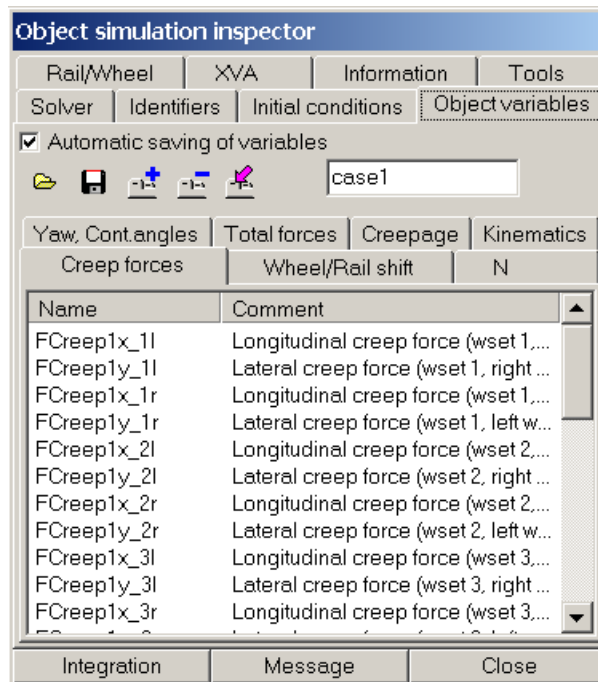 Object simulation inspector
Rail/Wheel XVA Information Tools
Solver Identifiers Initial conditions Object variables
Automatic saving of variables
case1
Yaw, Cont.angles Total forces Creepage Kinematics
Creep forces Wheel/Rail shift N
Name Comment
FCreep1x_1l Longitudinal creep force (wset 1,...
FCreep1y_1l Lateral creep force (wset 1, right ...
FCreep1x_1r Longitudinal creep force (wset 1,...
FCreep1y_1r Lateral creep force (wset 1, left w...
FCreep1x_2l Longitudinal creep force (wset 2,...
FCreep1y_2l Lateral creep force (wset 2, right ...
FCreep1x_2r Longitudinal creep force (wset 2,...
FCreep1y_2r Lateral creep force (wset 2, left w...
FCreep1x_3l Longitudinal creep force (wset 3,...
FCreep1y_3l Lateral creep force (wset 3, right ...
FCreep1x_3r Longitudinal creep force (wset 3,...
Integration Message Close